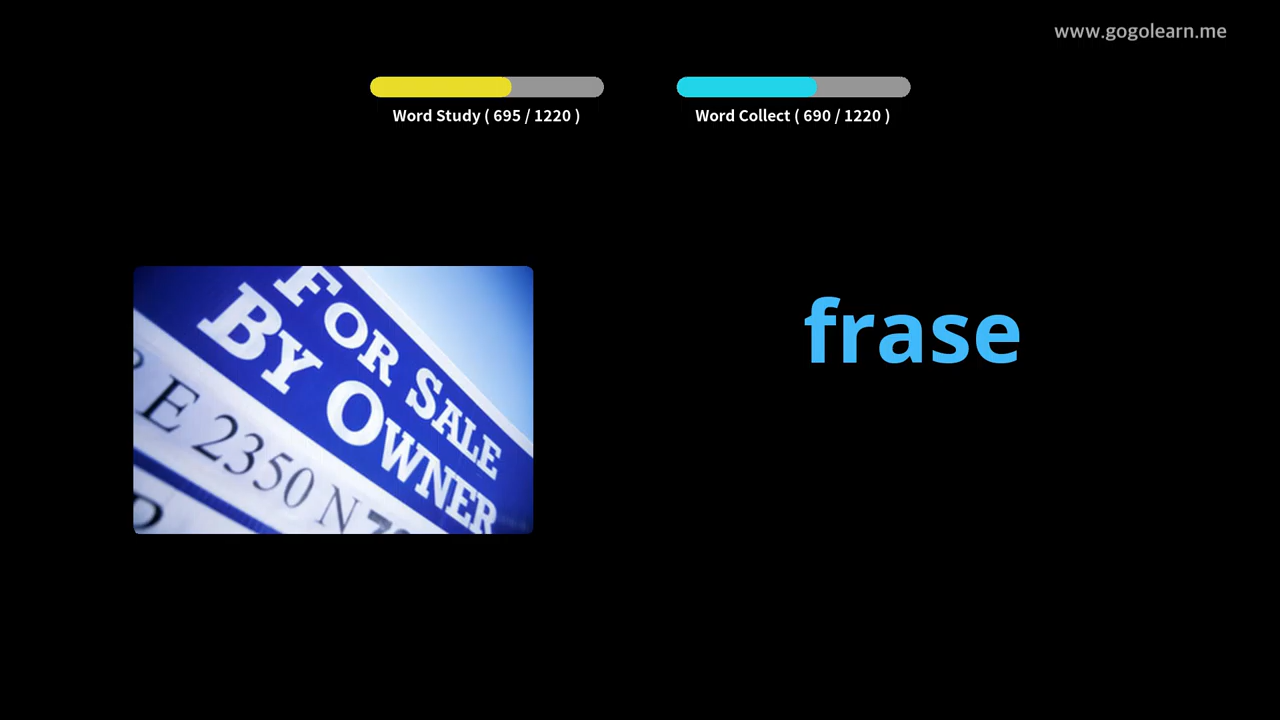 www.gogolearn.me
Word Study ( 695 / 1220 )
Word Collect ( 690 / 1220 )
FOR SALE
BY OWNER
E 2350 N
frase